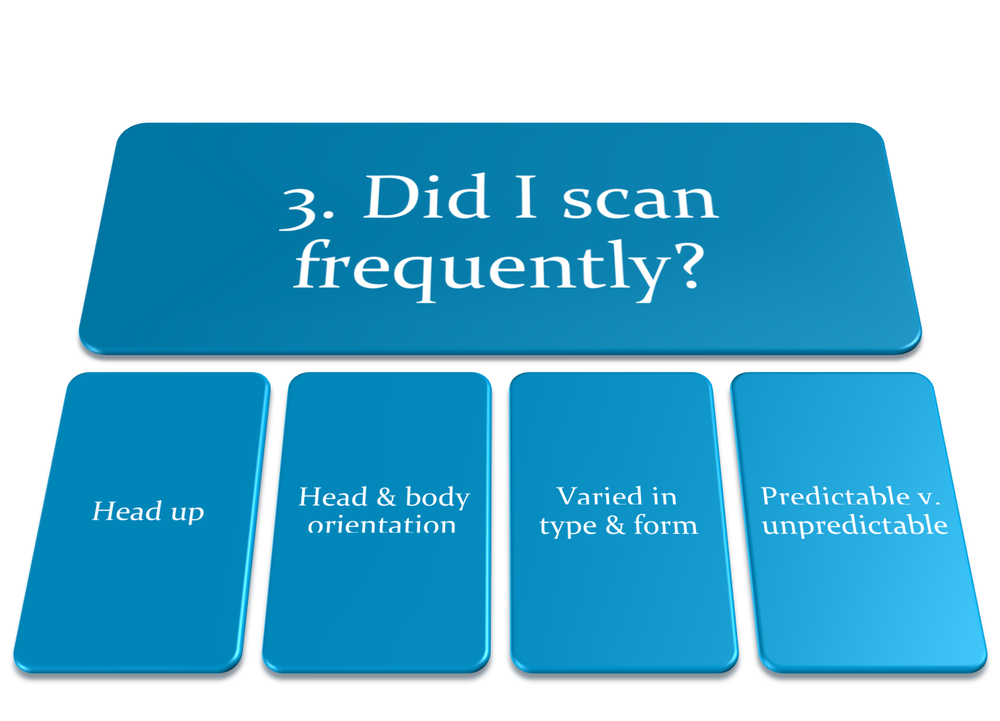 3. Did I scan
frequently?
Head up
Head & body
orientation
Varied in
type & form
Predictable v.
unpredictable